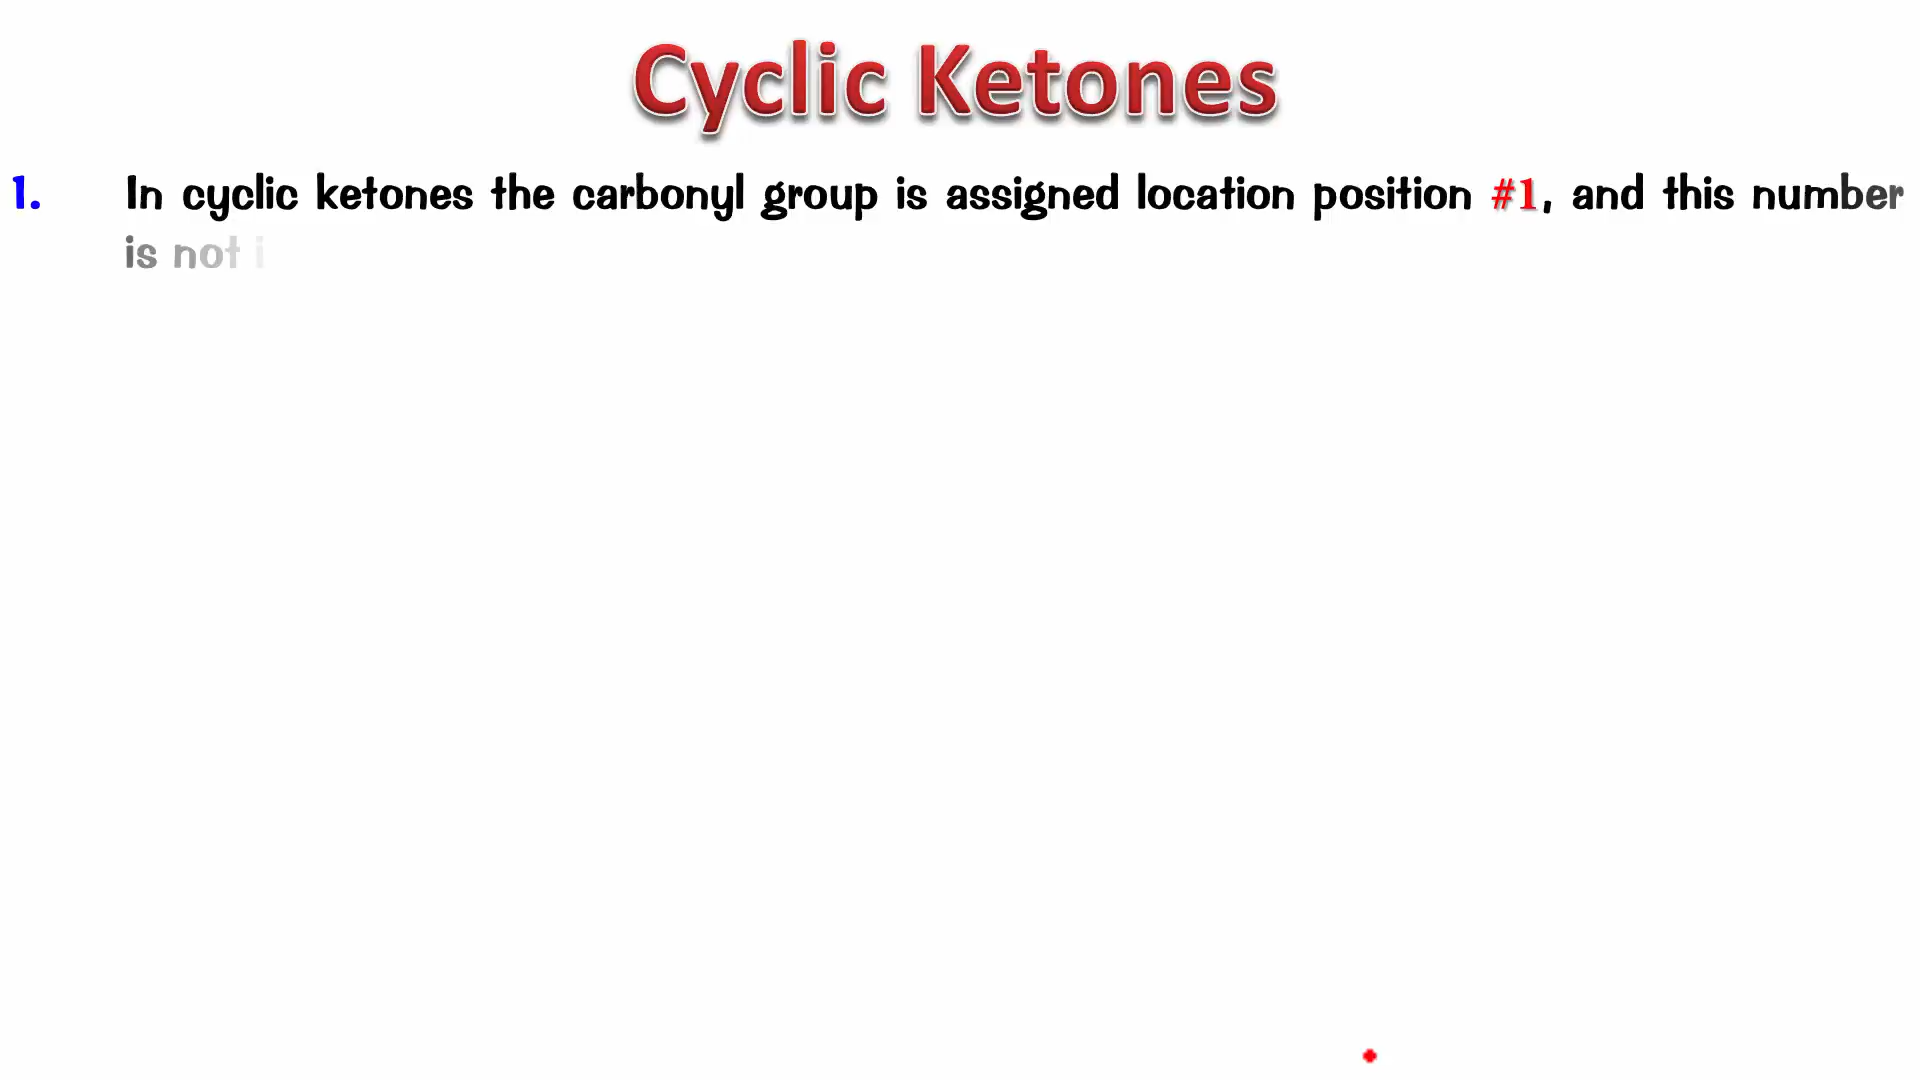 Cyclic Ketones
1. In cyclic ketones the carbonyl group is assigned location position #1, and this number
is not i